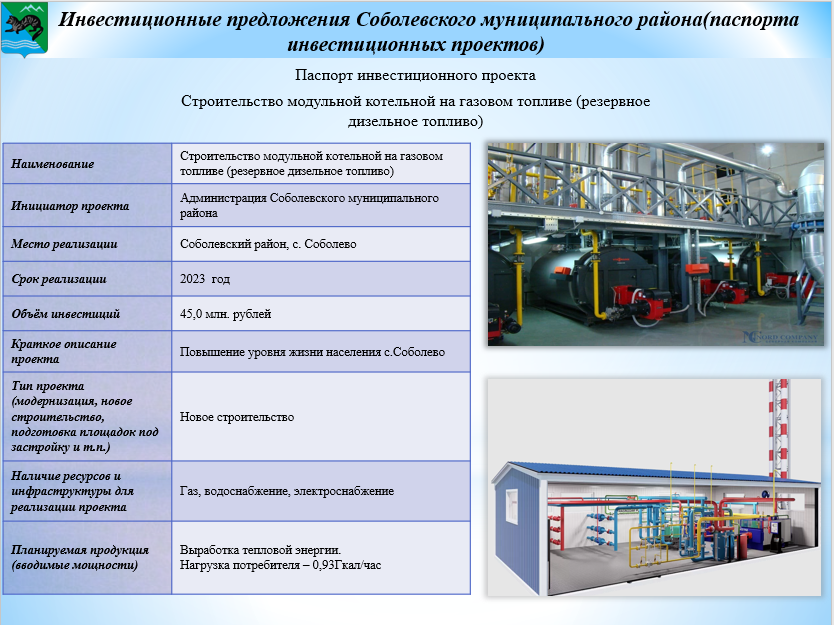 Инвестиционные предложения Соболевского муниципального района(паспорта
инвестиционных проектов)
Паспорт инвестиционного проекта
Строительство модульной котельной на газовом топливе (резервное
дизельное топливо)
Наименование
Строительство модульной котельной на газовом
топливе (резервное дизельное топливо)
Инициатор проекта
Администрация Соболевского муниципального
района
Место реализации
Соболевский район, с. Соболево
Срок реализации
2023 год
Объём инвестиций
45,0 млн. рублей
Краткое описание
проекта
Повышение уровня жизни населения с.Соболево
Тип проекта
(модернизация, новое
строительство,
подготовка площадок под
застройку и т.п.)
Новое строительство
Наличие ресурсов и
инфраструктуры для
реализации проекта
Газ, водоснабжение, электроснабжение
Планируемая продукция
(вводимые мощности)
Выработка тепловой энергии.
Нагрузка потребителя – 0,93Гкал/час
NORD COMPANY